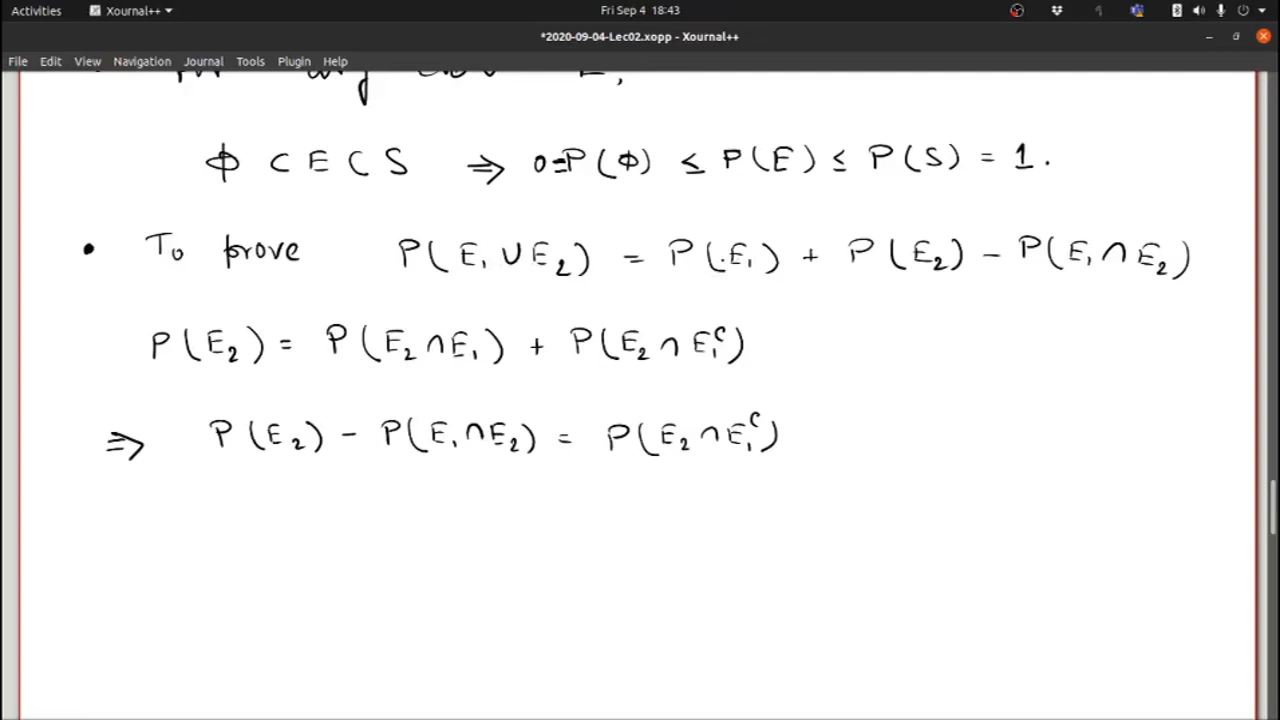 Activities Xournal++ Fri Sep 4 18:43
*2020-09-04-Lec02.xopp - Xournal++
File Edit View Navigation Journal Tools Plugin Help
φ ⊂ E ⊂ S ⇒ 0=P(φ) ≤ P(E) ≤ P(S) = 1.
• To prove P(E₁ ∪ E₂) = P(.E₁) + P(E₂) – P(E₁ ∩ E₂)
P(E₂) = P(E₂ ∩ E₁) + P(E₂ ∩ E₁ᶜ)
⇒ P(E₂) – P(E₁ ∩ E₂) = P(E₂ ∩ E₁ᶜ)